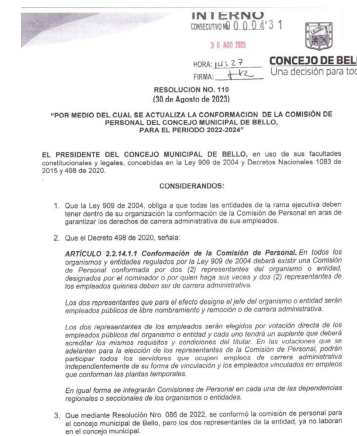 INTERNO
CONSECUTIVO Nº 0 0 0 4 3 1
3 0 AGO 2023
HORA: 14:27
FIRMA:
CONCEJO DE BEL
Una decisión para tod
RESOLUCION NO. 110
(30 de Agosto de 2023)
"POR MEDIO DEL CUAL SE ACTUALIZA LA CONFORMACION DE LA COMISIÓN DE
PERSONAL DEL CONCEJO MUNICIPAL DE BELLO,
PARA EL PERIODO 2022-2024"
EL PRESIDENTE DEL CONCEJO MUNICIPAL DE BELLO, en uso de sus facultades
constitucionales y legales, concebidas en la Ley 909 de 2004 y Decretos Nacionales 1083 de
2015 y 498 de 2020.
CONSIDERANDOS:
1. Que la Ley 909 de 2004, obliga a que todas las entidades de la rama ejecutiva deben
tener dentro de su organización la conformación de la Comisión de Personal en aras de
garantizar los derechos de carrera administrativa de sus empleados.
2. Que el Decreto 498 de 2020, señala:
ARTÍCULO 2.2.14.1.1 Conformación de la Comisión de Personal. En todos los
organismos y entidades regulados por la Ley 909 de 2004 deberá existir una Comisión
de Personal conformada por dos (2) representantes del organismo o entidad,
designados por el nominador o por quien haga sus veces y dos (2) representantes de
los empleados quienes deben ser de carrera administrativa.
Los dos representantes que para el efecto designe el jefe del organismo o entidad serán
empleados públicos de libre nombramiento y remoción o de carrera administrativa.
Los dos representantes de los empleados serán elegidos por votación directa de los
empleados públicos del organismo o entidad y cada uno tendrá un suplente que deberá
acreditar los mismos requisitos y condiciones del titular. En las votaciones que se
adelanten para la elección de los representantes de la Comisión de Personal, podrán
participar todos los servidores que ocupen empleos de carrera administrativa
independientemente de su forma de vinculación y los empleados vinculados en empleos
que conforman las plantas temporales.
En igual forma se integrarán Comisiones de Personal en cada una de las dependencias
regionales o seccionales de los organismos o entidades.
3. Que mediante Resolución Nro. 086 de 2022, se conformó la comisión de personal para
el concejo municipal de Bello, pero los dos representantes de la entidad, ya no laboran
en el concejo municipal.